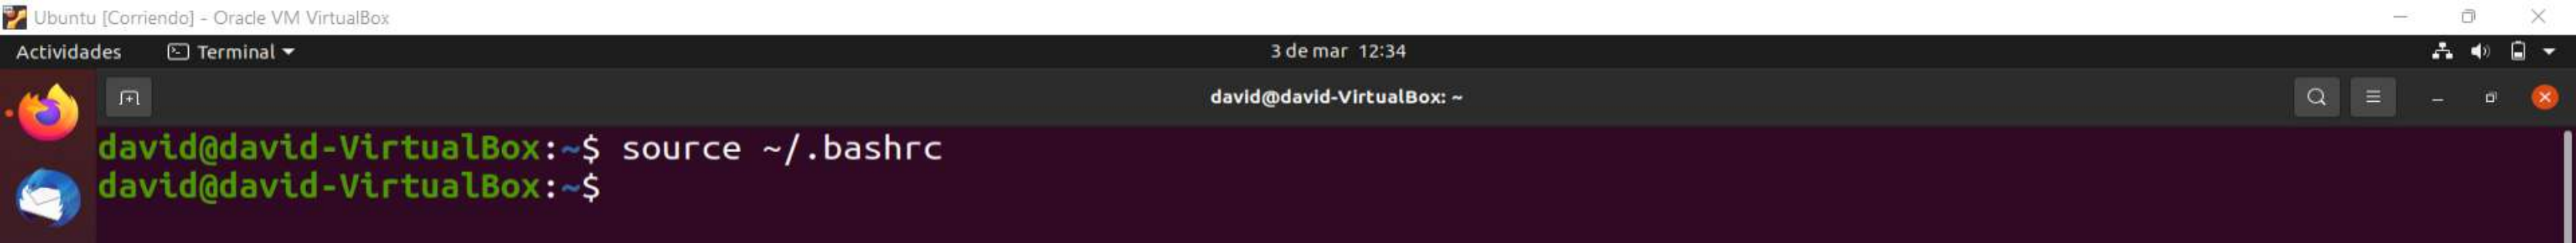 Ubuntu [Corriendo] - Oracle VM VirtualBox
Actividades Terminal 3 de mar 12:34
david@david-VirtualBox: ~
david@david-VirtualBox:~$ source ~/.bashrc
david@david-VirtualBox:~$